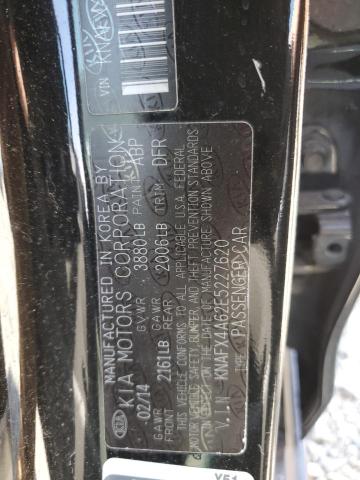 VIN
KIA
MANUFACTURED IN KOREA BY
KIA MOTORS CORPORATION
02/14 GVWR 3880LB PAINT ABP
GAWR 2161LB GAWR REAR 2006LB TRIM DFR
THIS VEHICLE CONFORMS TO ALL APPLICABLE U.S.A. FEDERAL
MOTOR VEHICLE SAFETY BUMPER AND THEFT PREVENTION
STANDARDS IN EFFECT ON THE DATE OF MANUFACTURE SHOWN ABOVE
V.I.N: KNAFX4A62E5227620
TYPE: PASSENGER CAR
V51